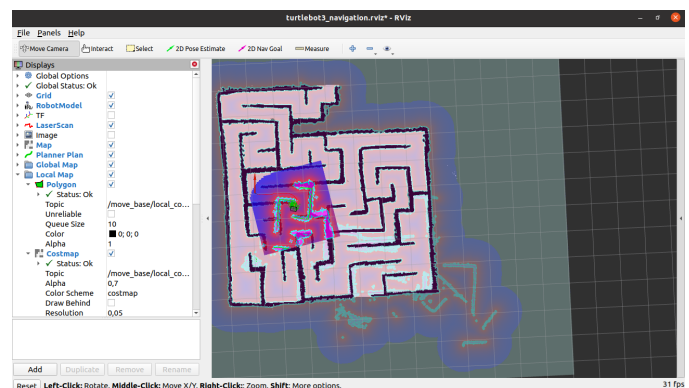 turtlebot3_navigation.rviz* - RViz
File Panels Help
Move Camera Interact Select 2D Pose Estimate 2D Nav Goal Measure
Displays
Global Options
Global Status: Ok
Grid
RobotModel
TF
LaserScan
Image
Map
Planner Plan
Global Map
Local Map
Polygon
Status: Ok
Topic /move_base/local_co...
Unreliable
Queue Size 10
Color 0; 0; 0
Alpha 1
Costmap
Status: Ok
Topic /move_base/local_co...
Alpha 0,7
Color Scheme costmap
Draw Behind
Resolution 0,05
Add Duplicate Remove Rename
Reset Left-Click: Rotate. Middle-Click: Move X/Y. Right-Click:: Zoom. Shift: More options. 31 fps